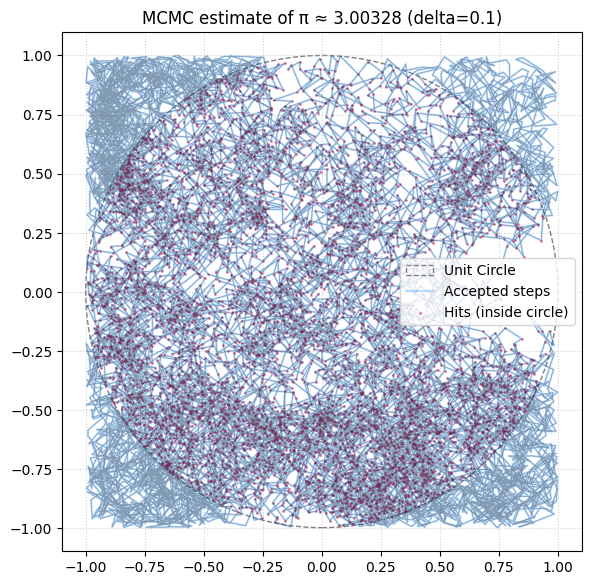 MCMC estimate of π ≈ 3.00328 (delta=0.1)
1.00
0.75
0.50
0.25
0.00
−0.25
−0.50
−0.75
−1.00
Unit Circle
Accepted steps
Hits (inside circle)
−1.00 −0.75 −0.50 −0.25 0.00 0.25 0.50 0.75 1.00